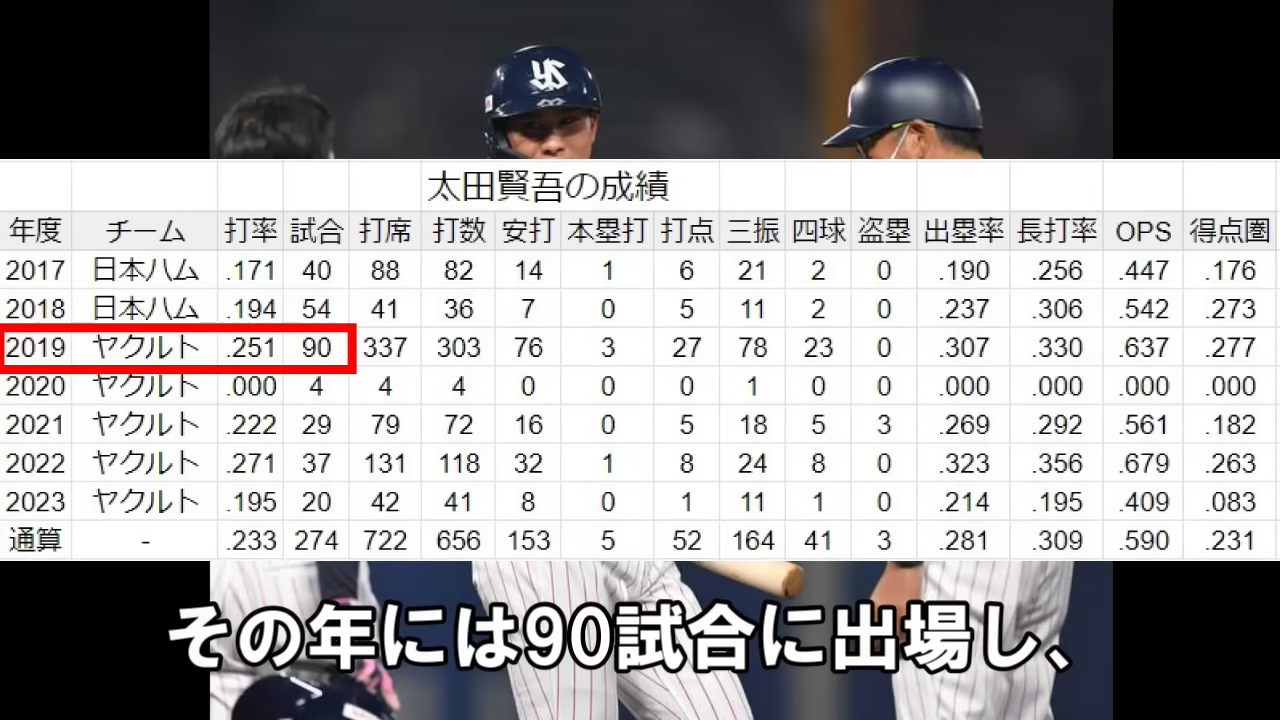 YS
太田賢吾の成績
年度 チーム 打率 試合 打席 打数 安打 本塁打 打点 三振 四球 盗塁 出塁率 長打率 OPS 得点圏
2017 日本ハム .171 40 88 82 14 1 6 21 2 0 .190 .256 .447 .176
2018 日本ハム .194 54 41 36 7 0 5 11 2 0 .237 .306 .542 .273
2019 ヤクルト .251 90 337 303 76 3 27 78 23 0 .307 .330 .637 .277
2020 ヤクルト .000 4 4 4 0 0 0 1 0 0 .000 .000 .000 .000
2021 ヤクルト .222 29 79 72 16 0 5 18 5 3 .269 .292 .561 .182
2022 ヤクルト .271 37 131 118 32 1 8 24 8 0 .323 .356 .679 .263
2023 ヤクルト .195 20 42 41 8 0 1 11 1 0 .214 .195 .409 .083
通算 - .233 274 722 656 153 5 52 164 41 3 .281 .309 .590 .231
その年には90試合に出場し、